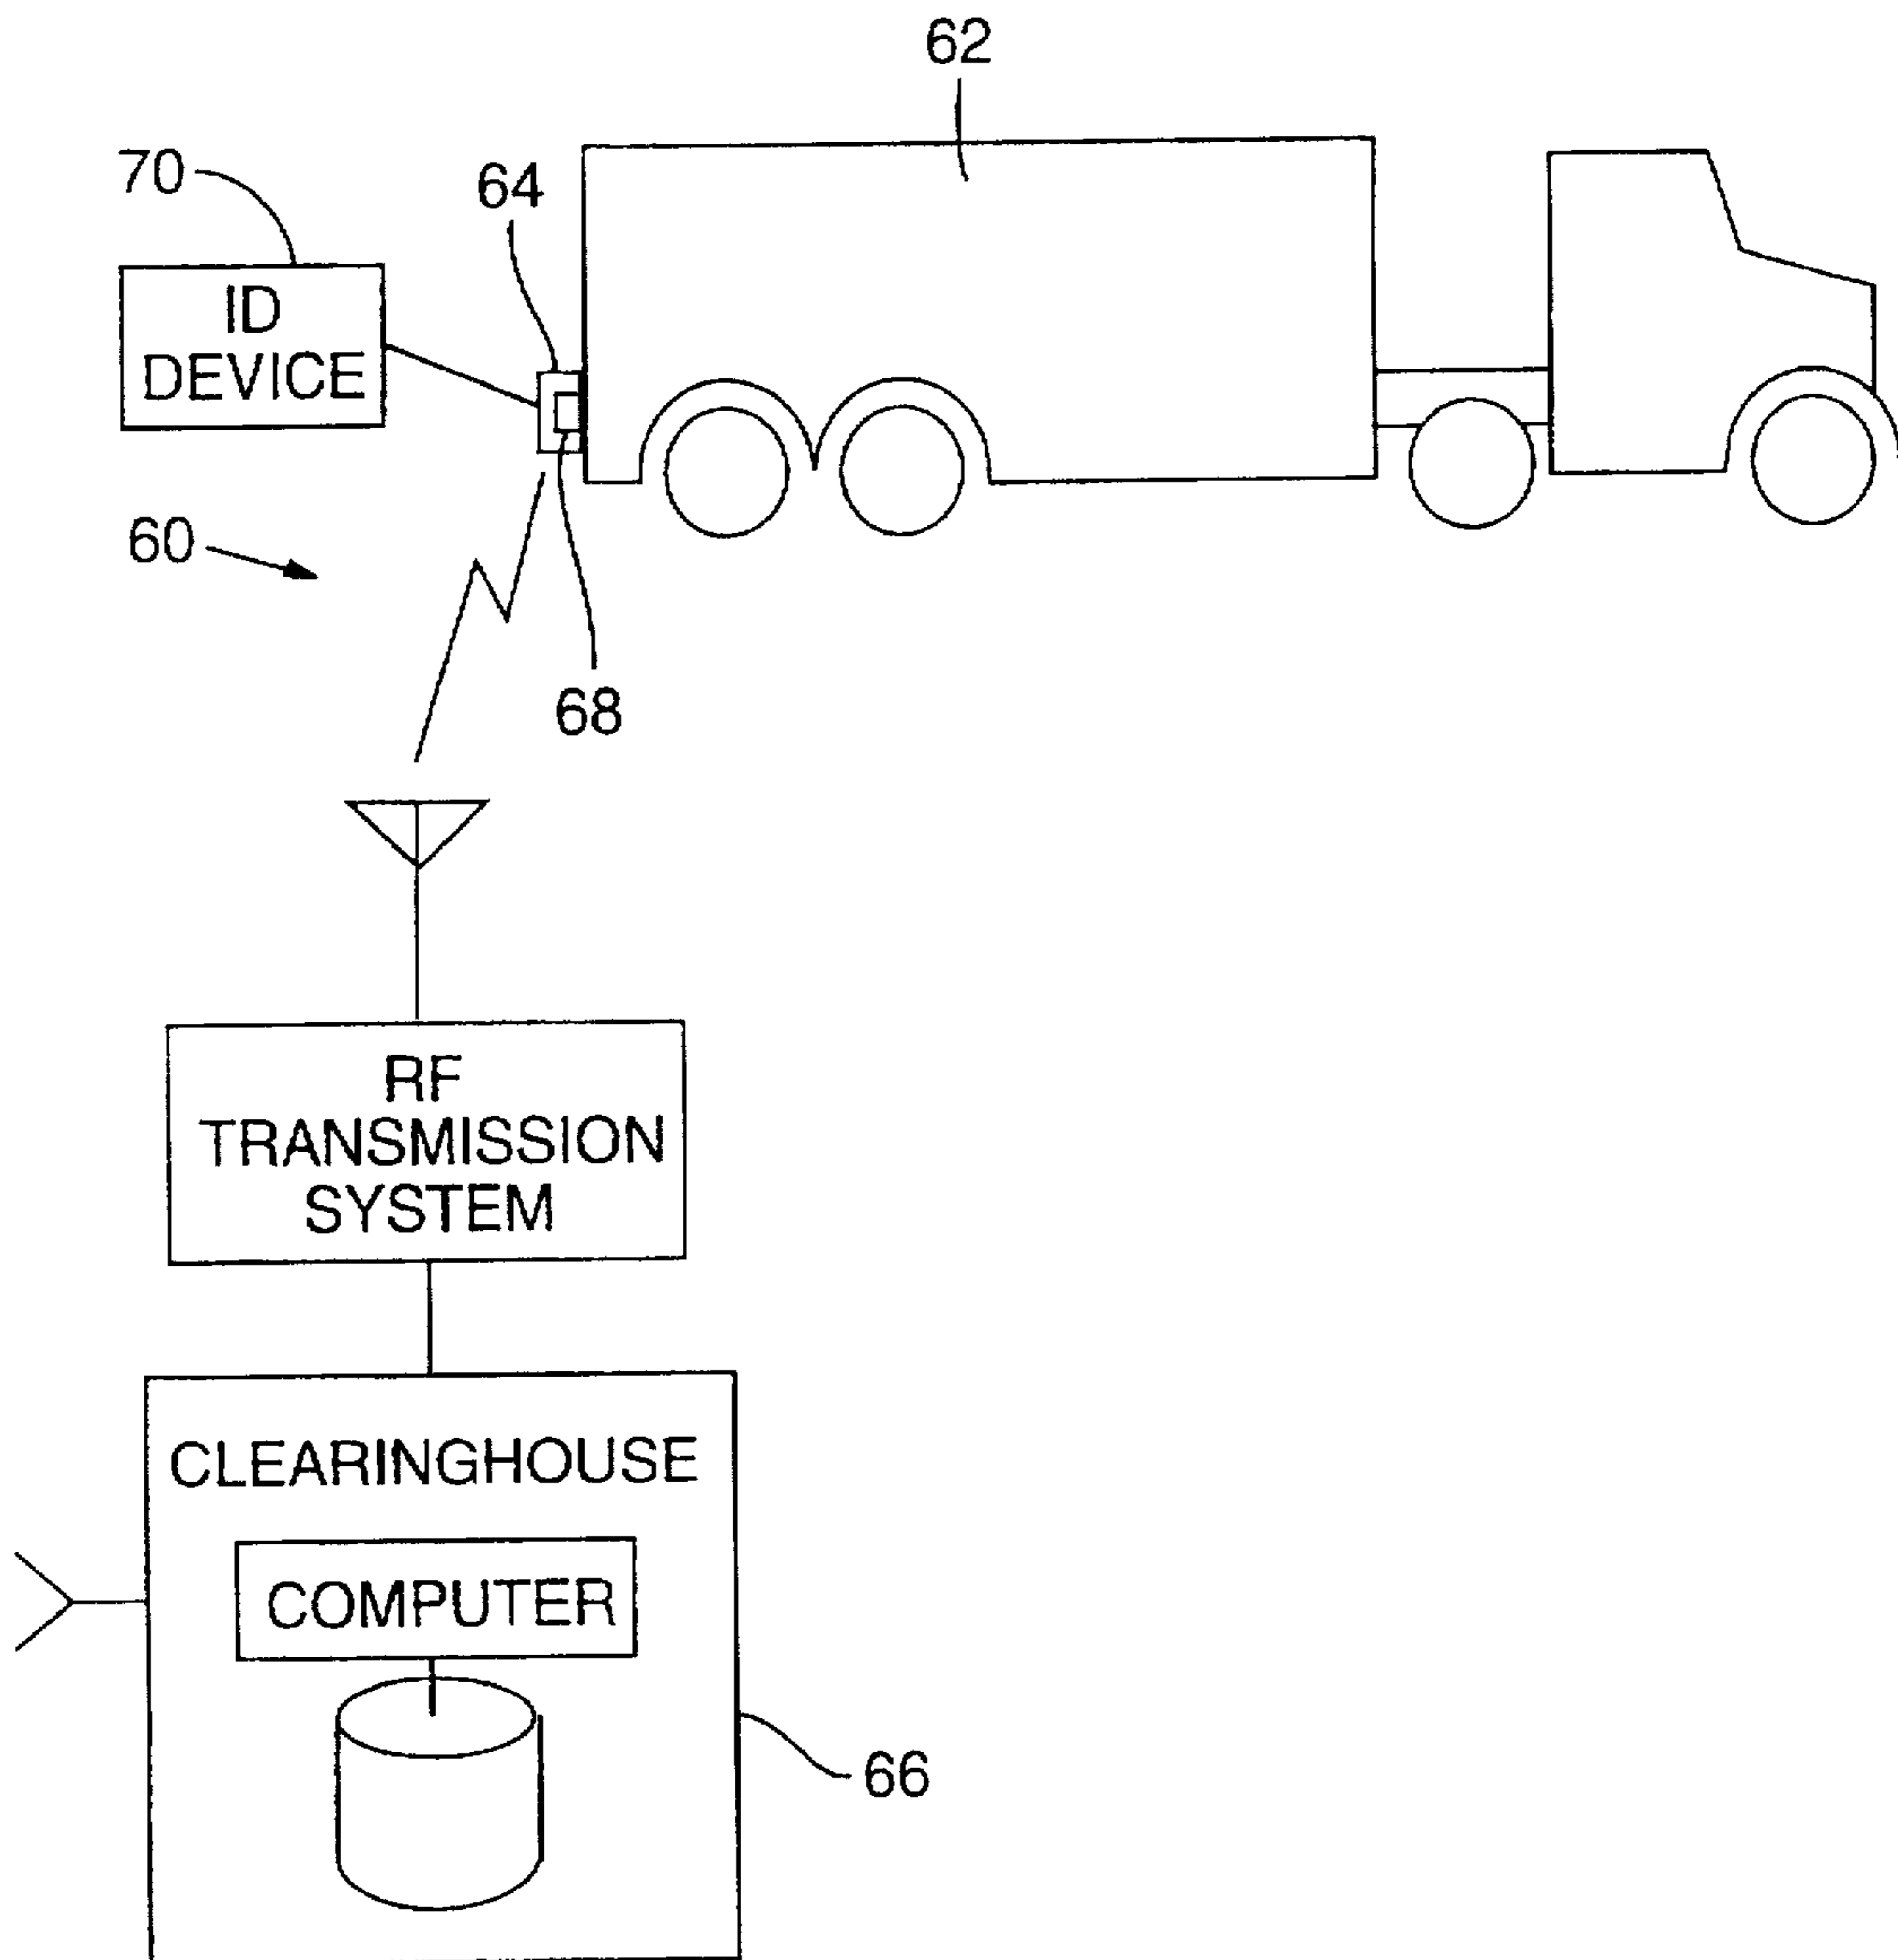 62
70
64
ID
DEVICE
60
68
RF
TRANSMISSION
SYSTEM
CLEARINGHOUSE
COMPUTER
66